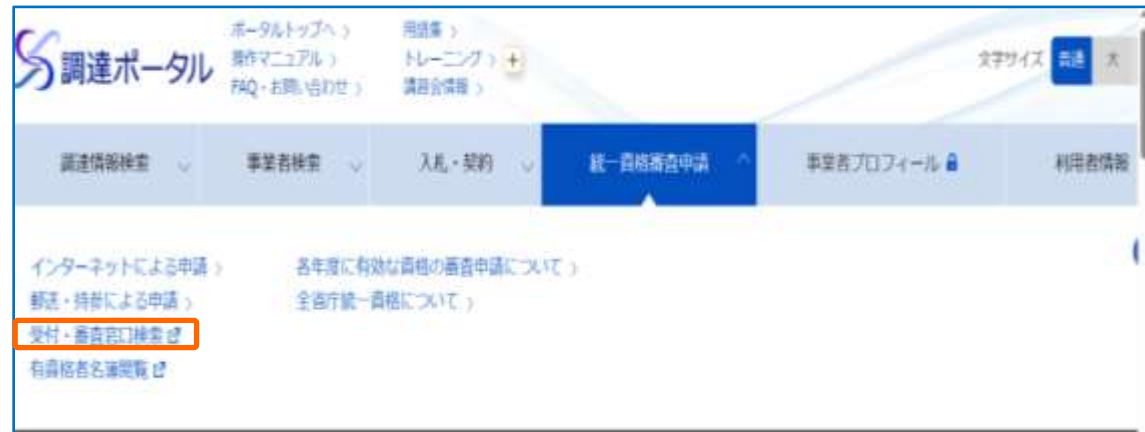 調達ポータル
ポータルトップへ
操作マニュアル
FAQ・お問い合わせ
用語集
トレーニング
講習会情報
文字サイズ 普通 大
調達情報検索 事業者検索 入札・契約 統一資格審査申請 事業者プロフィール 利用者情報
インターネットによる申請
郵送・持参による申請
受付・審査窓口検索
有資格者名簿閲覧
各年度に有効な資格の審査申請について
全省庁統一資格について